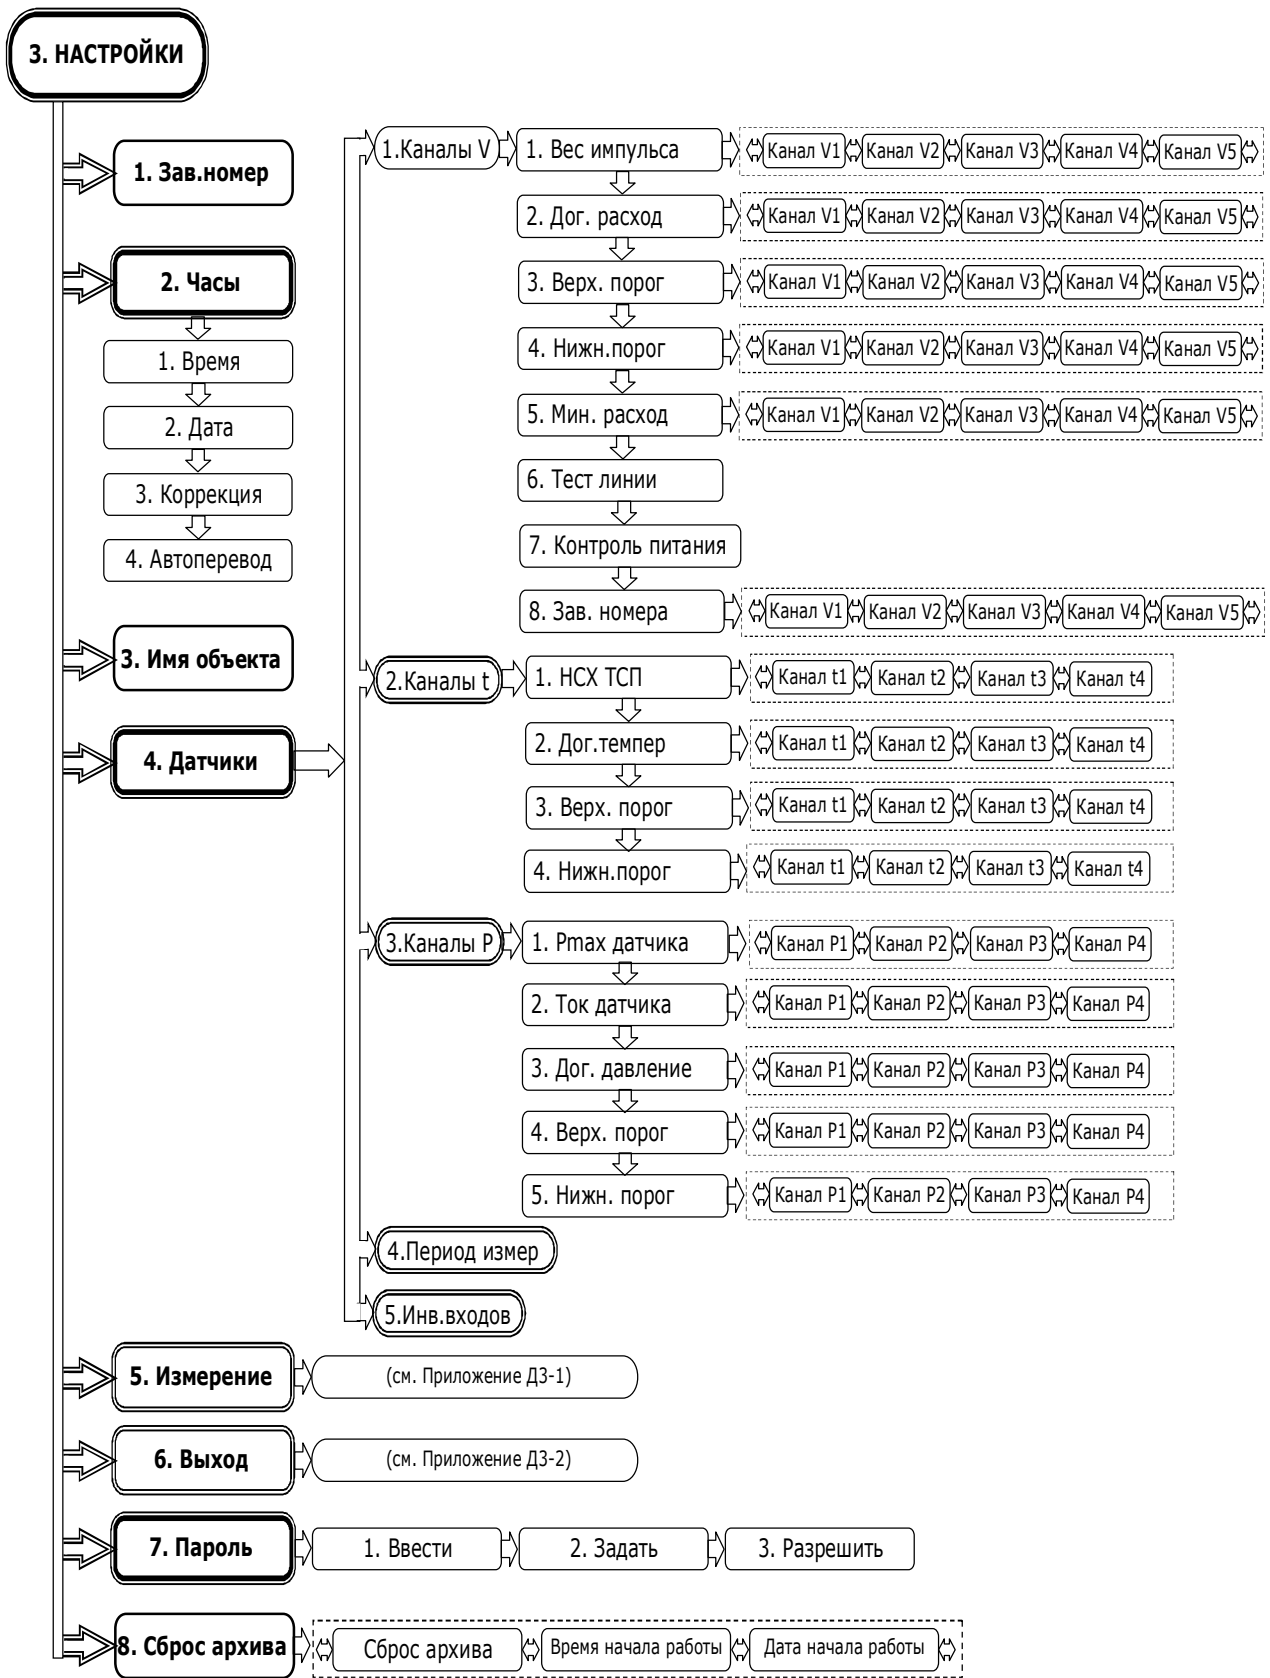 3. НАСТРОЙКИ
1. Зав.номер
2. Часы
1. Время
2. Дата
3. Коррекция
4. Автоперевод
3. Имя объекта
4. Датчики
1.Каналы V
1. Вес импульса
Канал V1 Канал V2 Канал V3 Канал V4 Канал V5
2. Дог. расход
Канал V1 Канал V2 Канал V3 Канал V4 Канал V5
3. Верх. порог
Канал V1 Канал V2 Канал V3 Канал V4 Канал V5
4. Нижн.порог
Канал V1 Канал V2 Канал V3 Канал V4 Канал V5
5. Мин. расход
Канал V1 Канал V2 Канал V3 Канал V4 Канал V5
6. Тест линии
7. Контроль питания
8. Зав. номера
Канал V1 Канал V2 Канал V3 Канал V4 Канал V5
2.Каналы t
1. НСХ ТСП
Канал t1 Канал t2 Канал t3 Канал t4
2. Дог.темпер
Канал t1 Канал t2 Канал t3 Канал t4
3. Верх. порог
Канал t1 Канал t2 Канал t3 Канал t4
4. Нижн.порог
Канал t1 Канал t2 Канал t3 Канал t4
3.Каналы P
1. Pmax датчика
Канал P1 Канал P2 Канал P3 Канал P4
2. Ток датчика
Канал P1 Канал P2 Канал P3 Канал P4
3. Дог. давление
Канал P1 Канал P2 Канал P3 Канал P4
4. Верх. порог
Канал P1 Канал P2 Канал P3 Канал P4
5. Нижн. порог
Канал P1 Канал P2 Канал P3 Канал P4
4.Период измер
5.Инв.входов
5. Измерение
(см. Приложение Д3-1)
6. Выход
(см. Приложение Д3-2)
7. Пароль
1. Ввести
2. Задать
3. Разрешить
8. Сброс архива
Сброс архива
Время начала работы
Дата начала работы